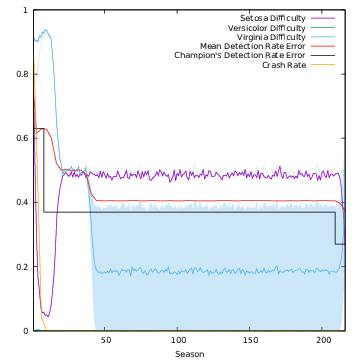 1
0.8
0.6
0.4
0.2
0
50
100
150
200
Season
Setosa Difficulty
Versicolor Difficulty
Virginia Difficulty
Mean Detection Rate Error
Champion's Detection Rate Error
Crash Rate